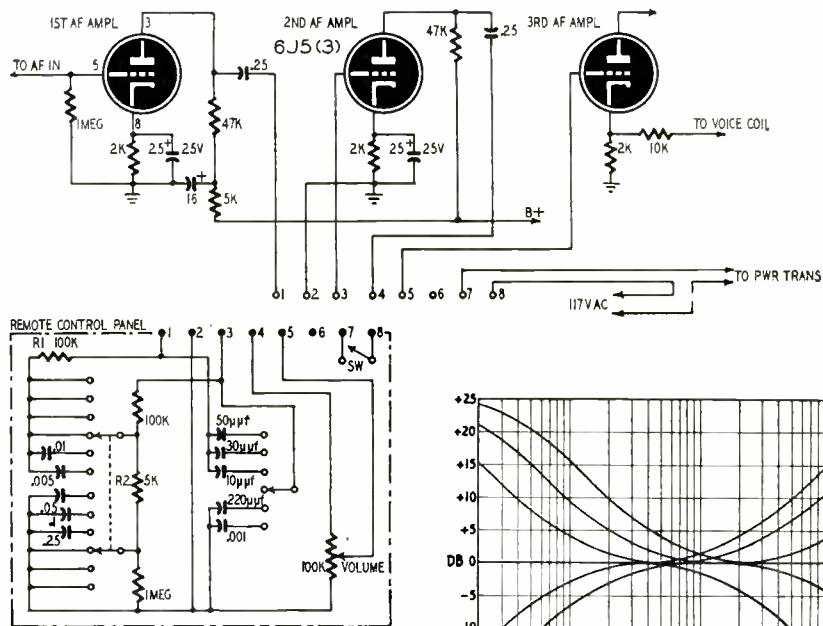 1ST AF AMPL
3
2ND AF AMPL
6J5 (3)
47K
.25
3RD AF AMPL
TO AF IN
5
.25
1MEG
8
2K
25
+
25V
47K
2K
25
+
25V
2K
10K
TO VOICE COIL
16
+
5K
B+
1
2
3
4
5
6
7
8
TO PWR TRANS
117V AC
REMOTE CONTROL PANEL
1
2
3
4
5
6
7
8
R1 100K
SW
100K
50μμf
30μμf
10μμf
.01
.005
R2
5K
.05
.1
.25
220μμf
.001
1MEG
100K
VOLUME
+25
+20
+15
+10
+5
DB 0
-5
-10